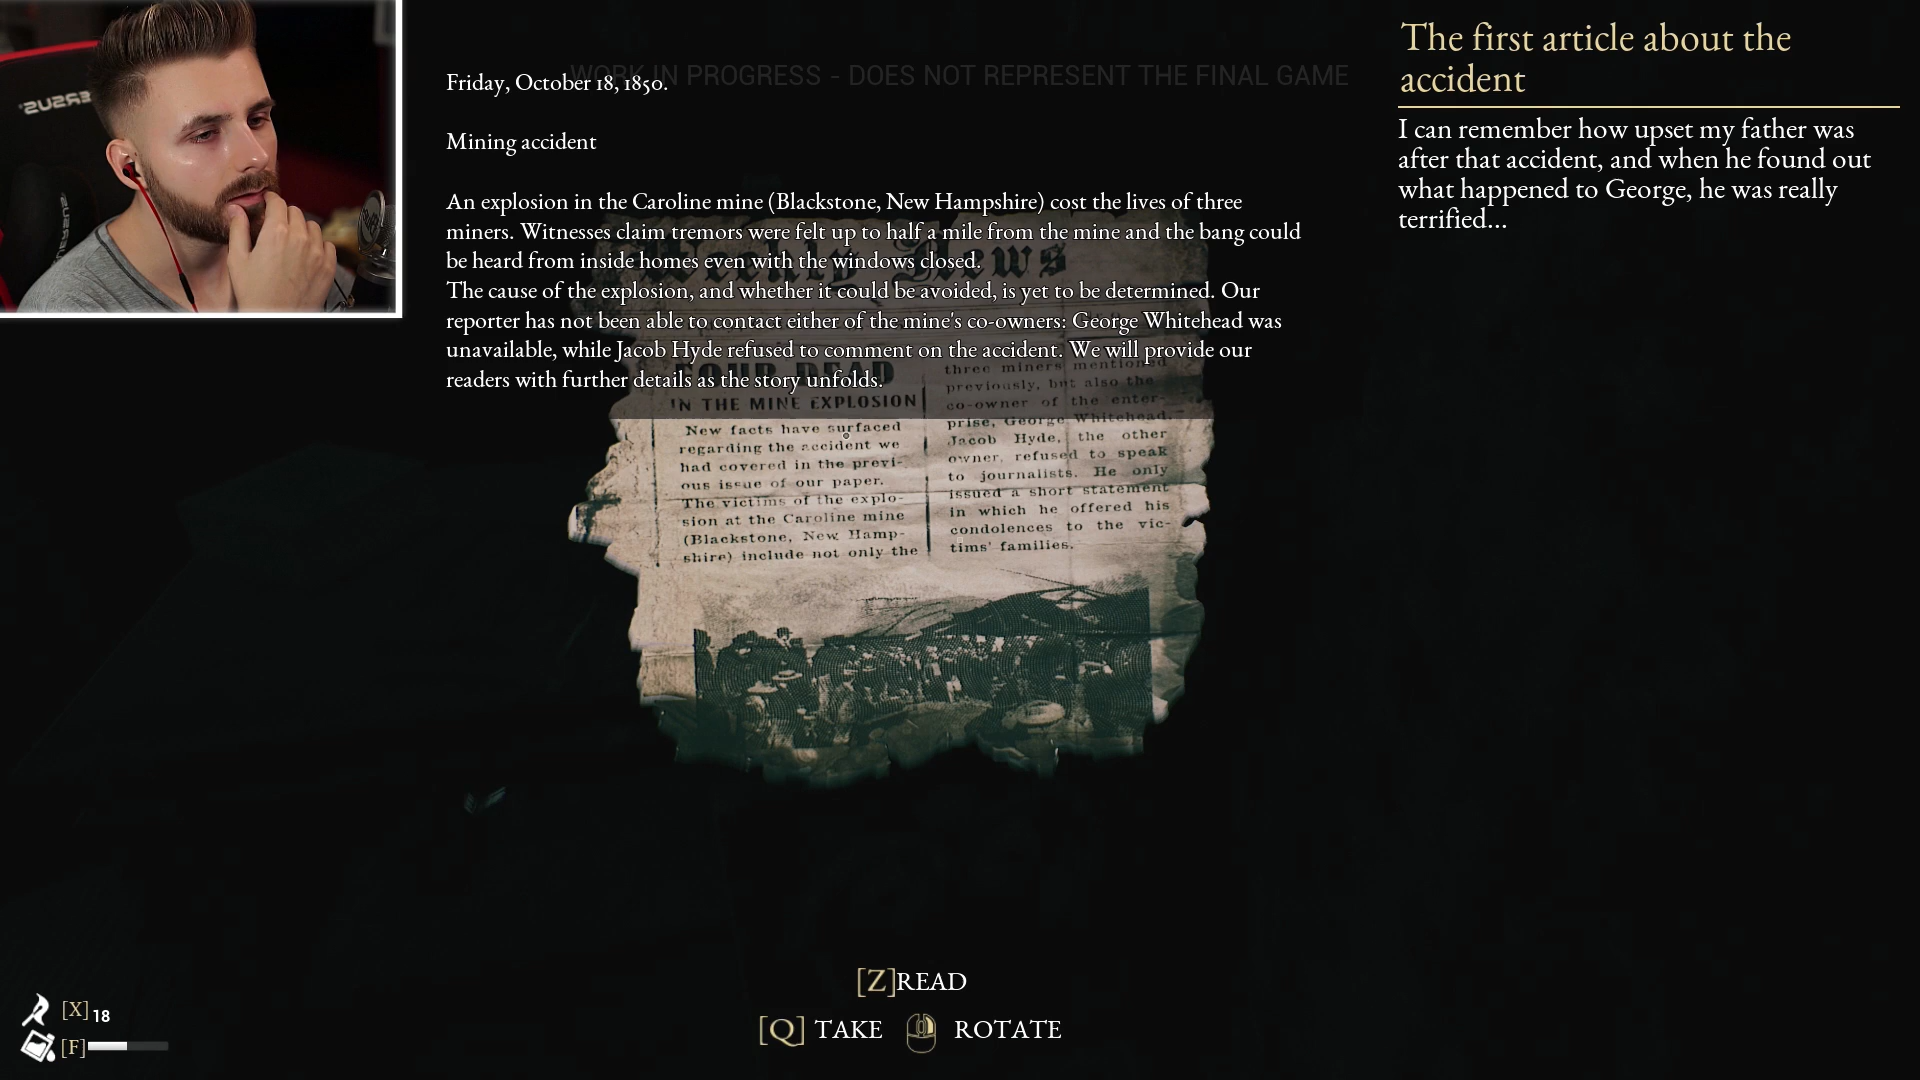 WORK IN PROGRESS - DOES NOT REPRESENT THE FINAL GAME
Friday, October 18, 1850.
Mining accident
An explosion in the Caroline mine (Blackstone, New Hampshire) cost the lives of three
miners. Witnesses claim tremors were felt up to half a mile from the mine and the bang could
be heard from inside homes even with the windows closed.
The cause of the explosion, and whether it could be avoided, is yet to be determined. Our
reporter has not been able to contact either of the mine's co-owners: George Whitehead was
unavailable, while Jacob Hyde refused to comment on the accident. We will provide our
readers with further details as the story unfolds.
The first article about the
accident
I can remember how upset my father was
after that accident, and when he found out
what happened to George, he was really
terrified...
Weekly News
FOUR DEAD
IN THE MINE EXPLOSION
New facts have surfaced
regarding the accident we
had covered in the previ-
ous issue of our paper.
The victims of the explo-
sion at the Caroline mine
(Blackstone, New Hamp-
shire) include not only the
three miners mentioned
previously, but also the
co-owner of the enter-
prise, George Whitehead.
Jacob Hyde, the other
owner, refused to speak
to journalists. He only
issued a short statement
in which he offered his
condolences to the vic-
tims' families.
[Z]READ
[Q] TAKE ROTATE
[X] 18
[F]